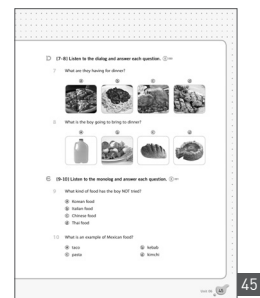 D [7-8] Listen to the dialog and answer each question.
7 What are they having for dinner?
ⓐ ⓑ ⓒ ⓓ
8 What is the boy going to bring to dinner?
ⓐ ⓑ ⓒ ⓓ
E [9-10] Listen to the monolog and answer each question.
9 What kind of food has the boy NOT tried?
ⓐ Korean food
ⓑ Italian food
ⓒ Chinese food
ⓓ Thai food
10 What is an example of Mexican food?
ⓐ taco ⓑ kebab
ⓒ pasta ⓓ kimchi
45
45